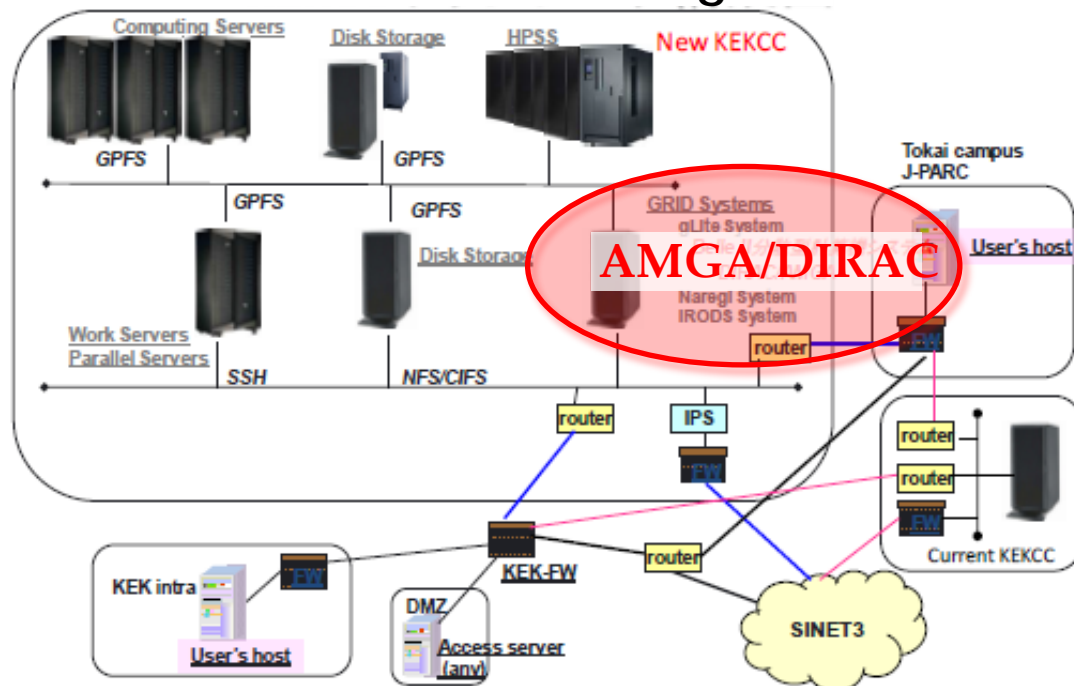 Computing Servers
Disk Storage
HPSS
New KEKCC
GPFS
GPFS
Tokai campus
J-PARC
GPFS
GPFS
GRID Systems
gLite System
User's host
Disk Storage
AMGA/DIRAC
Naregi System
IRODS System
Work Servers
Parallel Servers
router
FW
SSH
NFS/CIFS
router
IPS
FW
router
router
FW
Current KEKCC
KEK-FW
router
KEK intra
FW
User's host
DMZ
Access server
(any)
SINET3